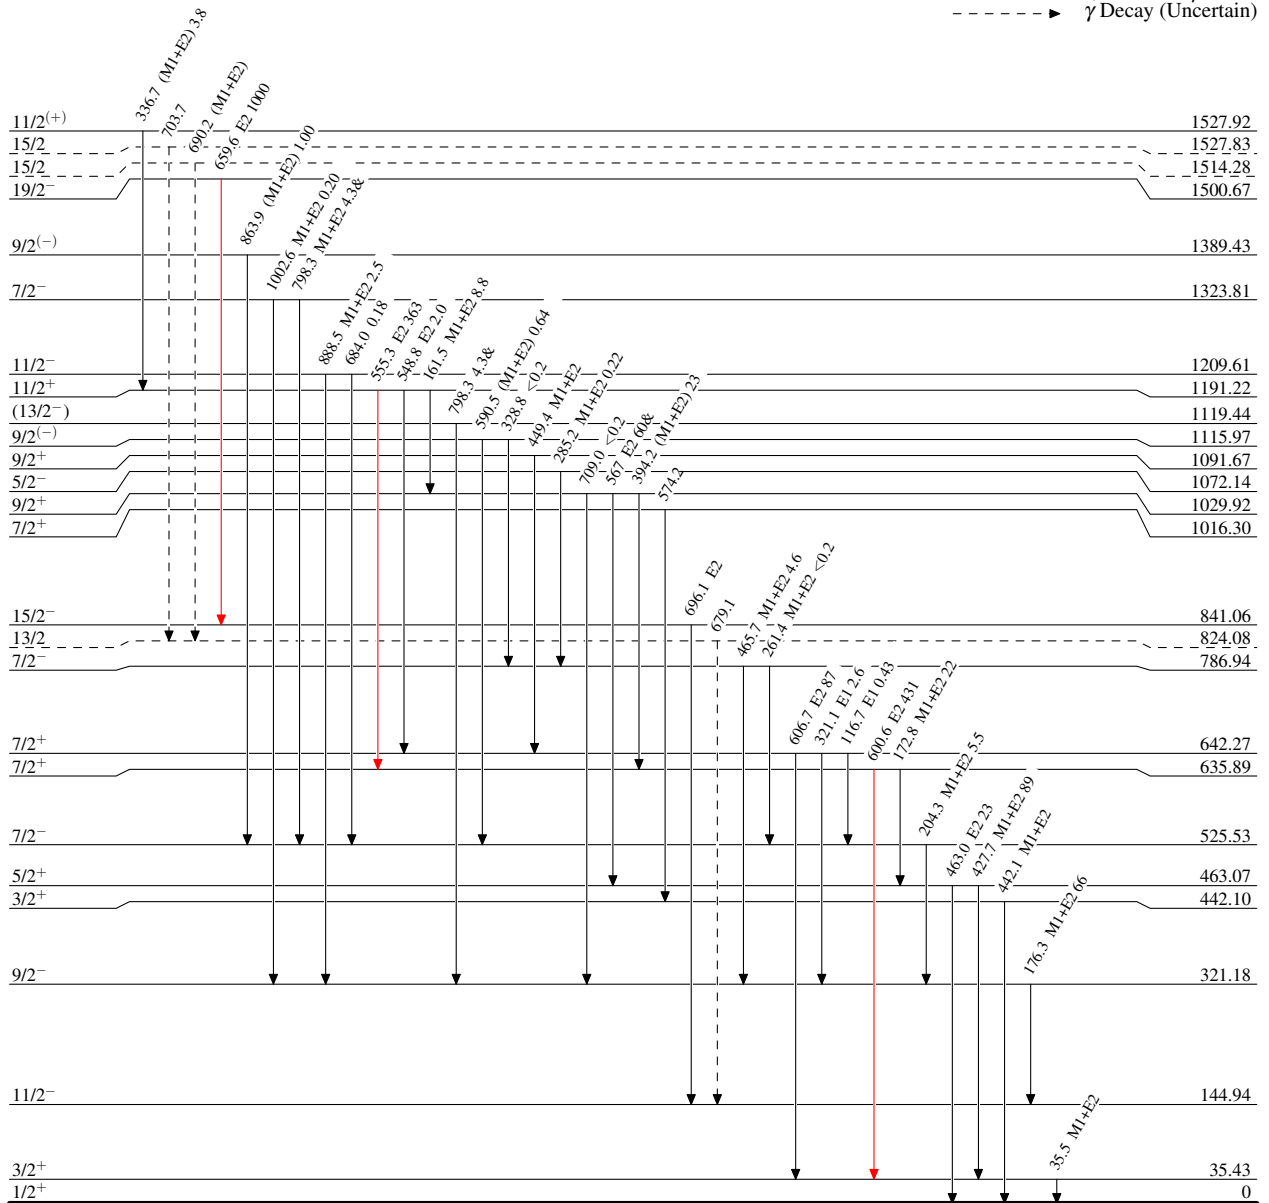 γ Decay (Uncertain)
336.7 (M1+E2) 3.8
703.7
690.2 (M1+E2)
659.6 E2 1000
863.9 (M1+E2) 1.00
1002.6 M1+E2 0.20
798.3 M1+E2 4.3&
888.5 M1+E2 2.5
684.0 0.18
555.3 E2 363
548.8 E2 2.0
161.5 M1+E2 8.8
798.3 4.3&
590.5 (M1+E2) 0.64
328.8 <0.2
449.4 M1+E2
285.2 M1+E2 0.22
709.0 <0.2
567 E2 60&
394.2 (M1+E2) 23
574.2
696.1 E2
679.1
465.7 M1+E2 4.6
261.4 M1+E2 <0.2
606.7 E2 87
321.1 E1 2.6
116.7 E1 0.43
600.6 E2 431
172.8 M1+E2 22
204.3 M1+E2 5.5
463.0 E2 23
427.7 M1+E2 89
442.1 M1+E2
176.3 M1+E2 66
35.5 M1+E2
11/2(+) 1527.92
15/2 1527.83
15/2 1514.28
19/2− 1500.67
9/2(−) 1389.43
7/2− 1323.81
11/2− 1209.61
11/2+ 1191.22
(13/2−) 1119.44
9/2(−) 1115.97
9/2+ 1091.67
5/2− 1072.14
9/2+ 1029.92
7/2+ 1016.30
15/2− 841.06
13/2 824.08
7/2− 786.94
7/2+ 642.27
7/2+ 635.89
7/2− 525.53
5/2+ 463.07
3/2+ 442.10
9/2− 321.18
11/2− 144.94
3/2+ 35.43
1/2+ 0